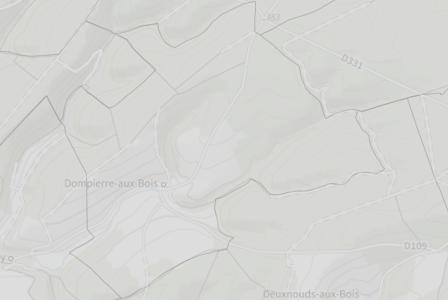 D331
Dompierre-aux-Bois
y
D109
Deuxnouds-aux-Bois